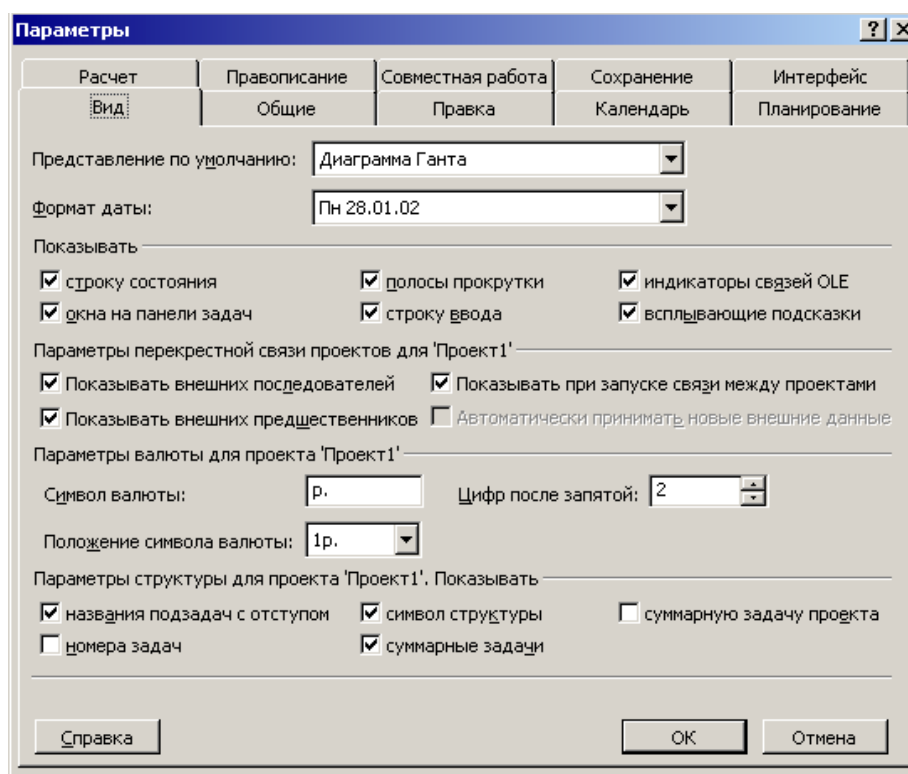 Параметры
Расчет Правописание Совместная работа Сохранение Интерфейс
Вид Общие Правка Календарь Планирование
Представление по умолчанию: Диаграмма Ганта
Формат даты: Пн 28.01.02
Показывать
строку состояния полосы прокрутки индикаторы связей OLE
окна на панели задач строку ввода всплывающие подсказки
Параметры перекрестной связи проектов для 'Проект1'
Показывать внешних последователей Показывать при запуске связи между проектами
Показывать внешних предшественников Автоматически принимать новые внешние данные
Параметры валюты для проекта 'Проект1'
Символ валюты: р. Цифр после запятой: 2
Положение символа валюты: 1р.
Параметры структуры для проекта 'Проект1'. Показывать
названия подзадач с отступом символ структуры суммарную задачу проекта
номера задач суммарные задачи
Справка ОК Отмена